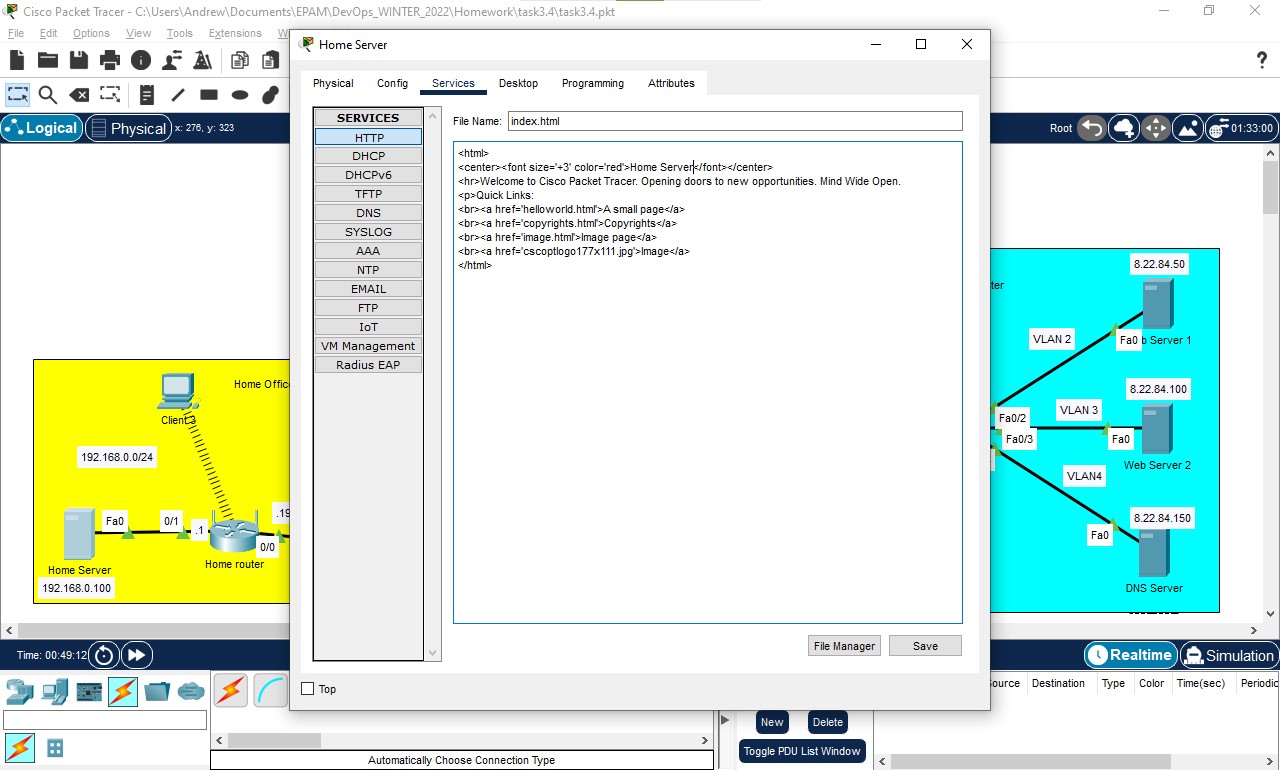 Cisco Packet Tracer - C:\Users\Andrew\Documents\EPAM\DevOps_WINTER_2022\Homework\task3.4\task3.4.pkt
File Edit Options View Tools Extensions
Home Server
Physical Config Services Desktop Programming Attributes
Logical Physical x: 276, y: 323
Root 01:33:00
SERVICES
HTTP
DHCP
DHCPv6
TFTP
DNS
SYSLOG
AAA
NTP
EMAIL
FTP
IoT
VM Management
Radius EAP
File Name: index.html
<html>
<center><font size='+3' color='red'>Home Server</font></center>
<hr>Welcome to Cisco Packet Tracer. Opening doors to new opportunities. Mind Wide Open.
<p>Quick Links:
<br><a href='helloworld.html'>A small page</a>
<br><a href='copyrights.html'>Copyrights</a>
<br><a href='image.html'>Image page</a>
<br><a href='cscoptlogo177x111.jpg'>Image</a>
</html>
File Manager Save
Top
Home Offic
Client 3
192.168.0.0/24
Fa0 0/1 .1 .19
0/0
Home Server
Home router
192.168.0.100
ter
8.22.84.50
VLAN 2
Fa0 b Server 1
8.22.84.100
VLAN 3
Fa0/2
Fa0/3
Fa0
Web Server 2
VLAN4
8.22.84.150
Fa0
DNS Server
Time: 00:49:12
Realtime Simulation
ource Destination Type Color Time(sec) Periodic
New Delete
Toggle PDU List Window
Automatically Choose Connection Type